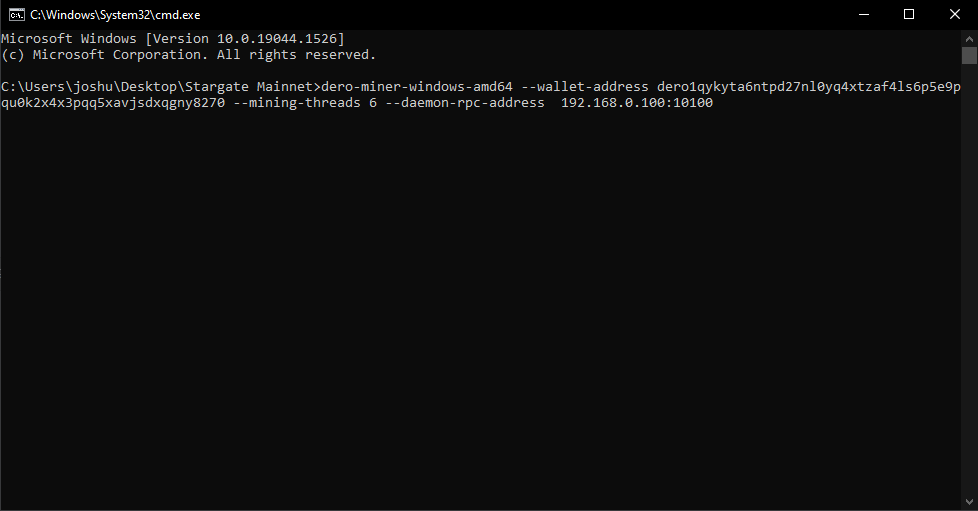 C:\Windows\System32\cmd.exe
Microsoft Windows [Version 10.0.19044.1526]
(c) Microsoft Corporation. All rights reserved.
C:\Users\joshu\Desktop\Stargate Mainnet>dero-miner-windows-amd64 --wallet-address dero1qykyta6ntpd27nl0yq4xtzaf4ls6p5e9p
qu0k2x4x3pqq5xavjsdxqgny8270 --mining-threads 6 --daemon-rpc-address  192.168.0.100:10100